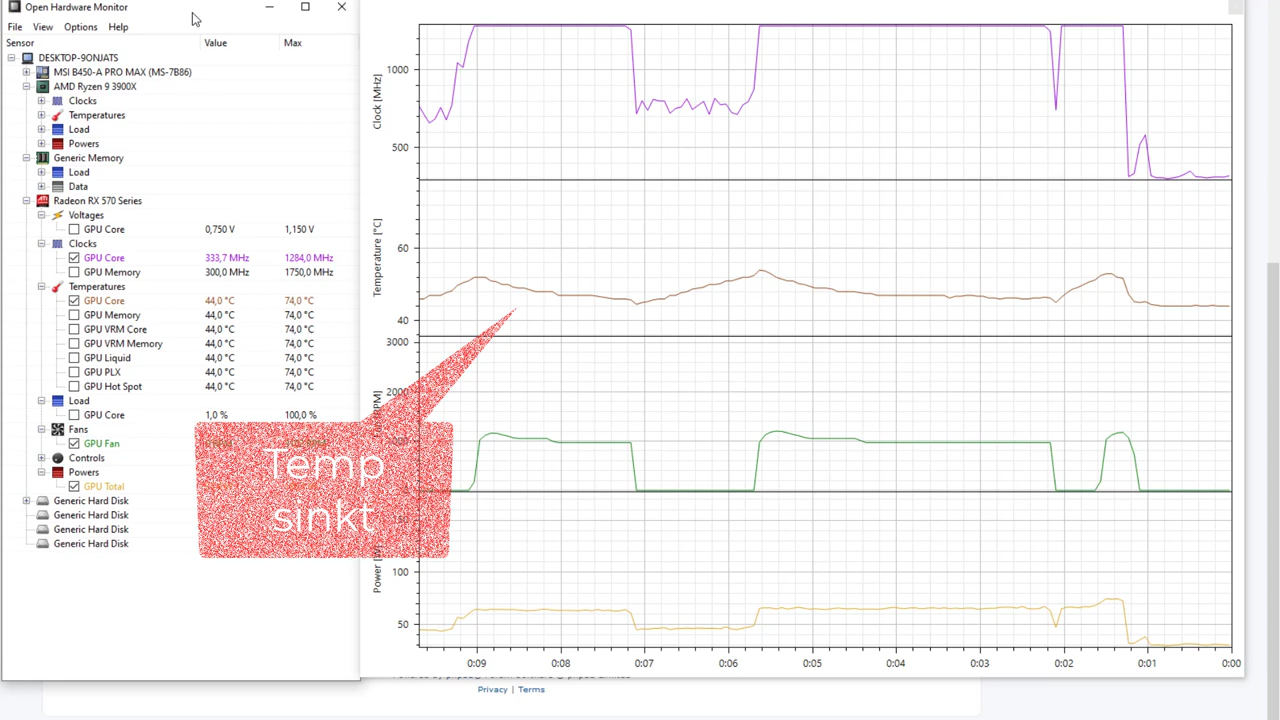 Open Hardware Monitor
File View Options Help
Sensor Value Max
DESKTOP-9ONJATS
MSI B450-A PRO MAX (MS-7B86)
AMD Ryzen 9 3900X
Clocks
Temperatures
Load
Powers
Generic Memory
Load
Data
Radeon RX 570 Series
Voltages
GPU Core 0,750 V 1,150 V
Clocks
GPU Core 333,7 MHz 1284,0 MHz
GPU Memory 300,0 MHz 1750,0 MHz
Temperatures
GPU Core 44,0 °C 74,0 °C
GPU Memory 44,0 °C 74,0 °C
GPU VRM Core 44,0 °C 74,0 °C
GPU VRM Memory 44,0 °C 74,0 °C
GPU Liquid 44,0 °C 74,0 °C
GPU PLX 44,0 °C 74,0 °C
GPU Hot Spot 44,0 °C 74,0 °C
Load
GPU Core 1,0 % 100,0 %
Fans
GPU Fan
Controls
Powers
GPU Total
Generic Hard Disk
Generic Hard Disk
Generic Hard Disk
Generic Hard Disk
Temp
sinkt
Clock [MHz]
1000
500
Temperature [°C]
60
40
3000
2000
100
50
0:09 0:08 0:07 0:06 0:05 0:04 0:03 0:02 0:01 0:00
Privacy | Terms